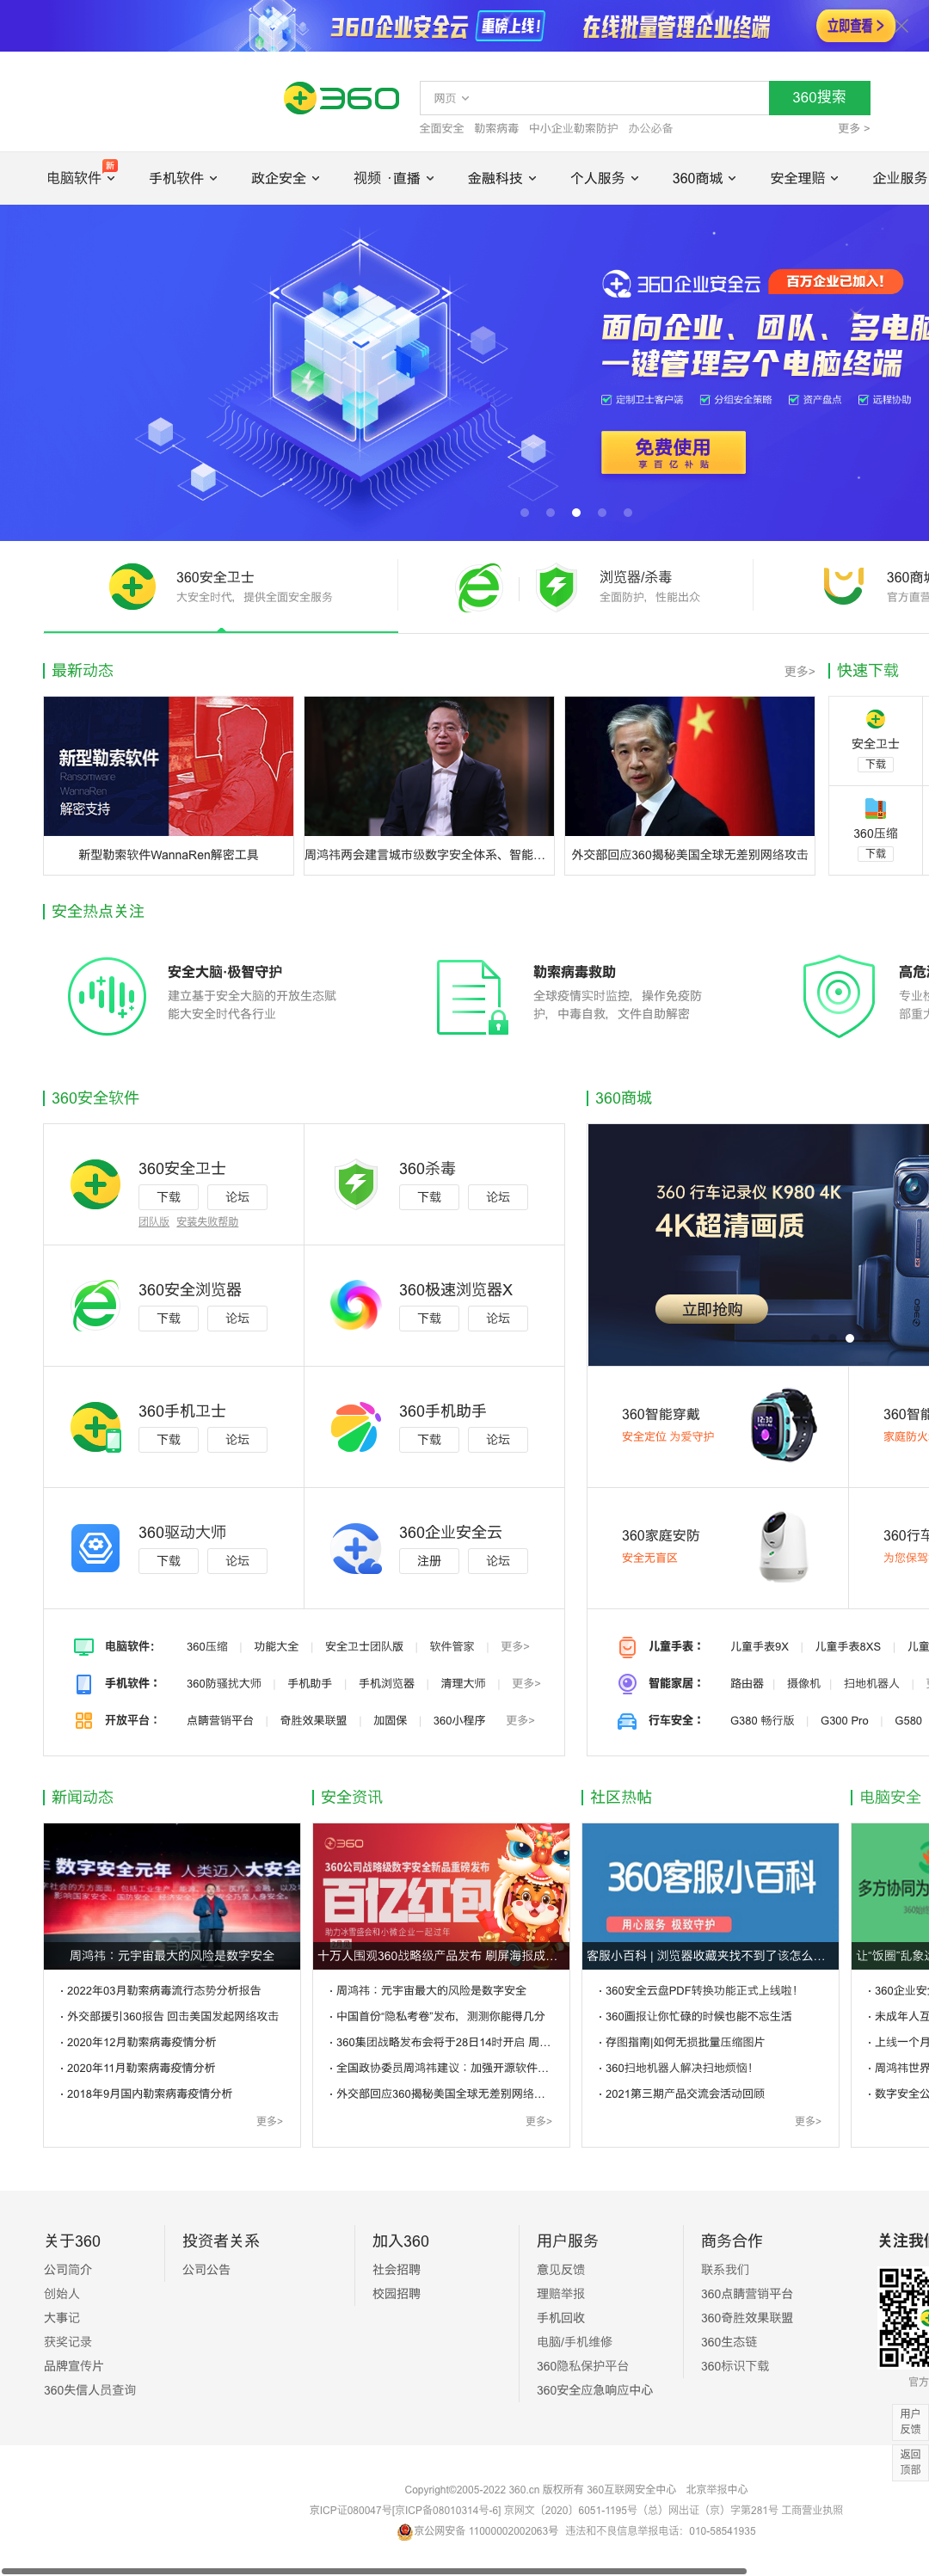 360企业安全云 重磅上线! 在线批量管理企业终端 立即查看 >
360
网页 360搜索
全面安全 勒索病毒 中小企业勒索防护 办公必备 更多 >
新
电脑软件 手机软件 政企安全 视频 · 直播 金融科技 个人服务 360商城 安全理赔 企业服务
360企业安全云 百万企业已加入!
面向企业、团队、多电脑
一键管理多个电脑终端
定制卫士客户端 分组安全策略 资产盘点 远程协助
免费使用
享百亿补贴
360安全卫士
大安全时代，提供全面安全服务
浏览器/杀毒
全面防护，性能出众
360商城
官方直营
最新动态 更多>
快速下载
新型勒索软件
Ransomware
WannaRen
解密支持
新型勒索软件WannaRen解密工具
周鸿祎两会建言城市级数字安全体系、智能…
外交部回应360揭秘美国全球无差别网络攻击
安全卫士
下载
360压缩
下载
安全热点关注
安全大脑·极智守护
建立基于安全大脑的开放生态赋
能大安全时代各行业
勒索病毒救助
全球疫情实时监控，操作免疫防
护，中毒自救，文件自助解密
高危
专业
部重
360安全软件
360安全卫士
下载 论坛
团队版 安装失败帮助
360杀毒
下载 论坛
360安全浏览器
下载 论坛
360极速浏览器X
下载 论坛
360手机卫士
下载 论坛
360手机助手
下载 论坛
360驱动大师
下载 论坛
360企业安全云
注册 论坛
电脑软件： 360压缩 | 功能大全 | 安全卫士团队版 | 软件管家 | 更多>
手机软件： 360防骚扰大师 | 手机助手 | 手机浏览器 | 清理大师 | 更多>
开放平台： 点睛营销平台 | 奇胜效果联盟 | 加固保 | 360小程序 更多>
360商城
360 行车记录仪 K980 4K
4K超清画质
立即抢购
360智能穿戴
安全定位 为爱守护
360智能
家庭防火
360家庭安防
安全无盲区
360行车
为您保驾
儿童手表： 儿童手表9X | 儿童手表8XS | 儿童
智能家居： 路由器 | 摄像机 | 扫地机器人 |
行车安全： G380 畅行版 | G300 Pro | G580
新闻动态
数字安全元年 人类迈入大安全
周鸿祎：元宇宙最大的风险是数字安全
· 2022年03月勒索病毒流行态势分析报告
· 外交部援引360报告 回击美国发起网络攻击
· 2020年12月勒索病毒疫情分析
· 2020年11月勒索病毒疫情分析
· 2018年9月国内勒索病毒疫情分析
更多>
安全资讯
360
360公司战略级数字安全新品重磅发布
百亿红包
助力冰雪盛会和小微企业一起过年
十万人围观360战略级产品发布 刷屏海报成…
· 周鸿祎：元宇宙最大的风险是数字安全
· 中国首份“隐私考卷”发布，测测你能得几分
· 360集团战略发布会将于28日14时开启 周…
· 全国政协委员周鸿祎建议：加强开源软件…
· 外交部回应360揭秘美国全球无差别网络…
更多>
社区热帖
360客服小百科
用心服务 极致守护
客服小百科 | 浏览器收藏夹找不到了该怎么…
· 360安全云盘PDF转换功能正式上线啦！
· 360画报让你忙碌的时候也能不忘生活
· 存图指南|如何无损批量压缩图片
· 360扫地机器人解决扫地烦恼！
· 2021第三期产品交流会活动回顾
更多>
电脑安全
多方协同为
让“饭圈”乱象
· 360企业安
· 未成年人互
· 上线一个月
· 周鸿祎世界
· 数字安全公
关于360
公司简介
创始人
大事记
获奖记录
品牌宣传片
360失信人员查询
投资者关系
公司公告
加入360
社会招聘
校园招聘
用户服务
意见反馈
理赔举报
手机回收
电脑/手机维修
360隐私保护平台
360安全应急响应中心
商务合作
联系我们
360点睛营销平台
360奇胜效果联盟
360生态链
360标识下载
关注我们
官方
用户
反馈
返回
顶部
Copyright©2005-2022 360.cn 版权所有 360互联网安全中心 北京举报中心
京ICP证080047号[京ICP备08010314号-6] 京网文〔2020〕6051-1195号（总）网出证（京）字第281号 工商营业执照
京公网安备 11000002002063号 违法和不良信息举报电话：010-58541935